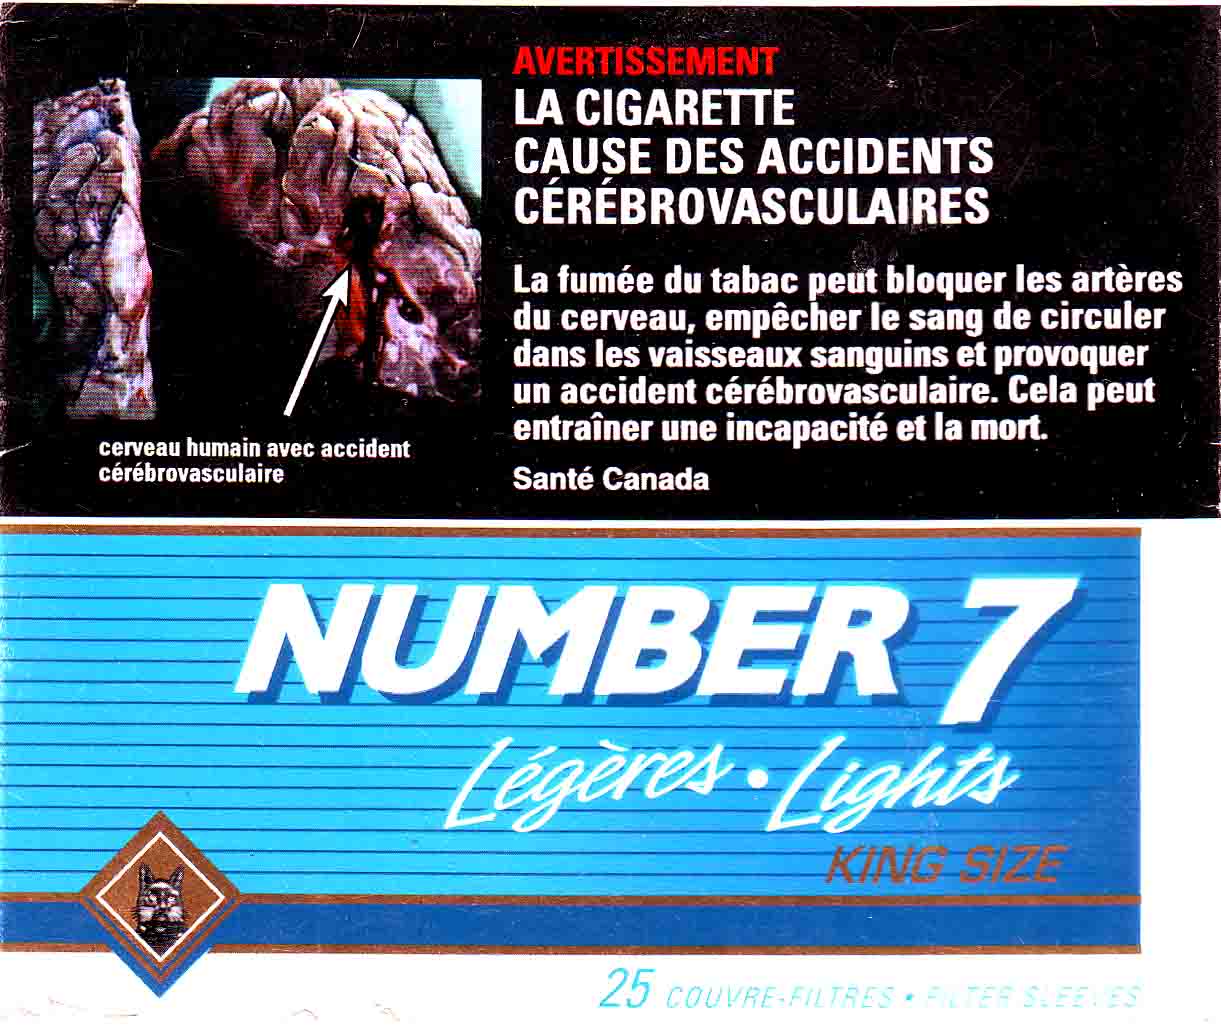 AVERTISSEMENT
LA CIGARETTE
CAUSE DES ACCIDENTS
CÉRÉBROVASCULAIRES
La fumée du tabac peut bloquer les artères
du cerveau, empêcher le sang de circuler
dans les vaisseaux sanguins et provoquer
un accident cérébrovasculaire. Cela peut
entraîner une incapacité et la mort.
Santé Canada
cerveau humain avec accident
cérébrovasculaire
NUMBER 7
Légères • Lights
KING SIZE
25 COUVRE-FILTRES • FILTER SLEEVES